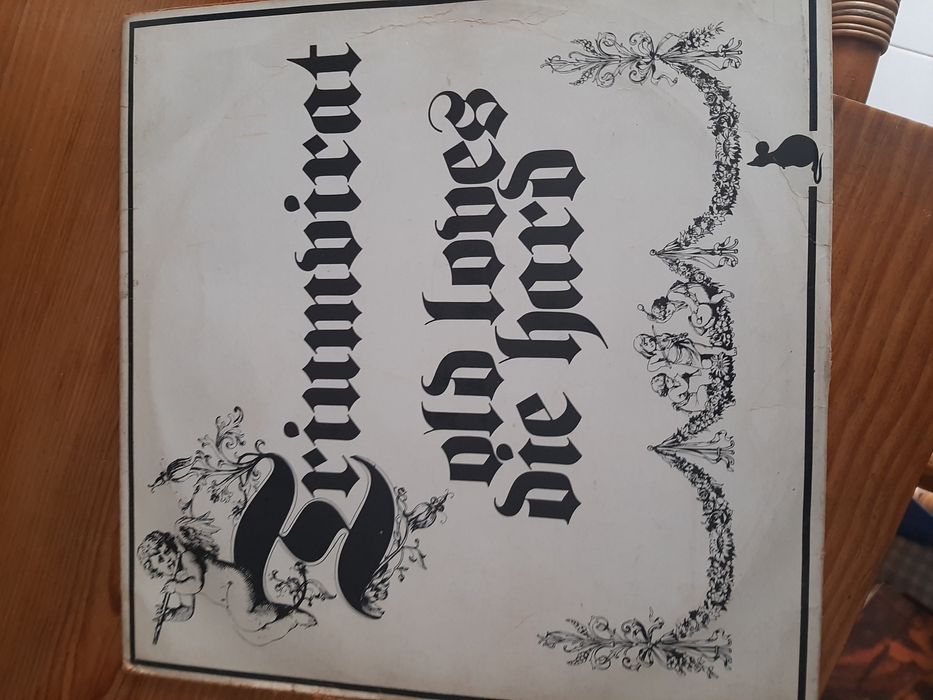 Triumvirat
old loves
die hard